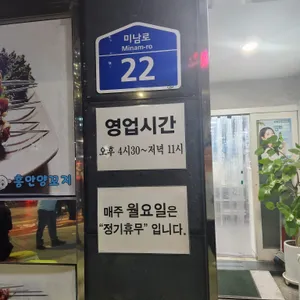 미남로
Minam-ro
22
영업시간
오후 4시30~저녁 11시
매주 월요일은
"정기휴무" 입니다.
홍안양꼬치